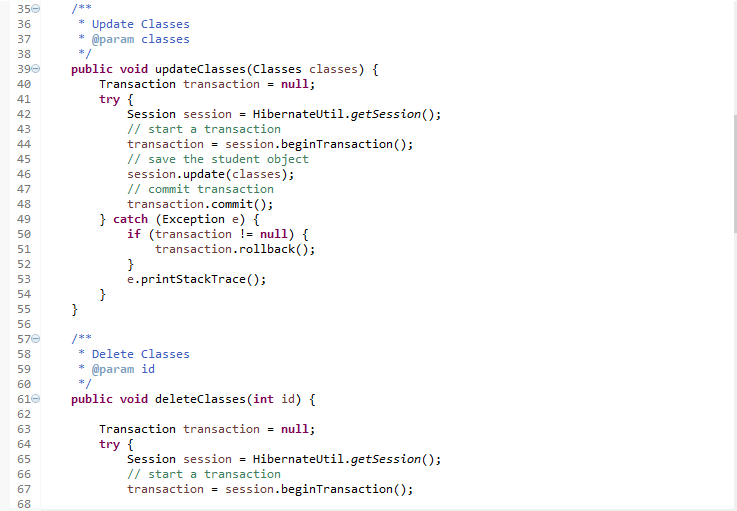 35 /**
36 * Update Classes
37 * @param classes
38 */
39 public void updateClasses(Classes classes) {
40 Transaction transaction = null;
41 try {
42 Session session = HibernateUtil.getSession();
43 // start a transaction
44 transaction = session.beginTransaction();
45 // save the student object
46 session.update(classes);
47 // commit transaction
48 transaction.commit();
49 } catch (Exception e) {
50 if (transaction != null) {
51 transaction.rollback();
52 }
53 e.printStackTrace();
54 }
55 }
56
57 /**
58 * Delete Classes
59 * @param id
60 */
61 public void deleteClasses(int id) {
62
63 Transaction transaction = null;
64 try {
65 Session session = HibernateUtil.getSession();
66 // start a transaction
67 transaction = session.beginTransaction();
68